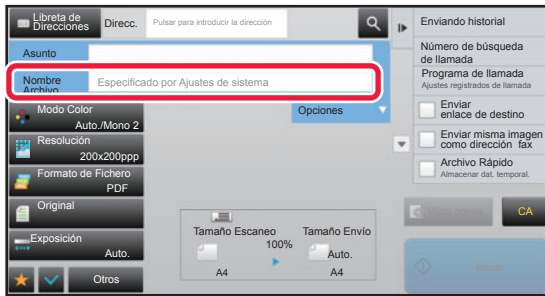 Libreta de
Direcciones
Direcc.
Pulsar para introducir la dirección
Asunto
Nombre
Archivo
Especificado por Ajustes de sistema
Modo Color
Auto./Mono 2
Resolución
200x200ppp
Formato de Fichero
PDF
Original
Exposición
Auto.
Otros
Opciones
Tamaño Escaneo
100%
A4
Tamaño Envío
Auto.
A4
Enviando historial
Número de búsqueda
de llamada
Programa de llamada
Ajustes registrados de llamada
Enviar
enlace de destino
Enviar misma imagen
como dirección fax
Archivo Rápido
Almacenar dat. temporal.
CA
Iniciar